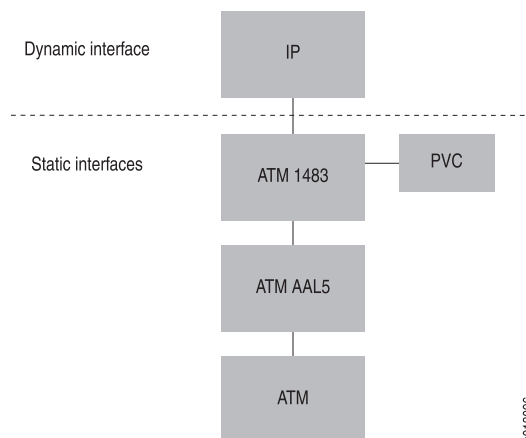 Dynamic interface
IP
Static interfaces
ATM 1483
PVC
ATM AAL5
ATM